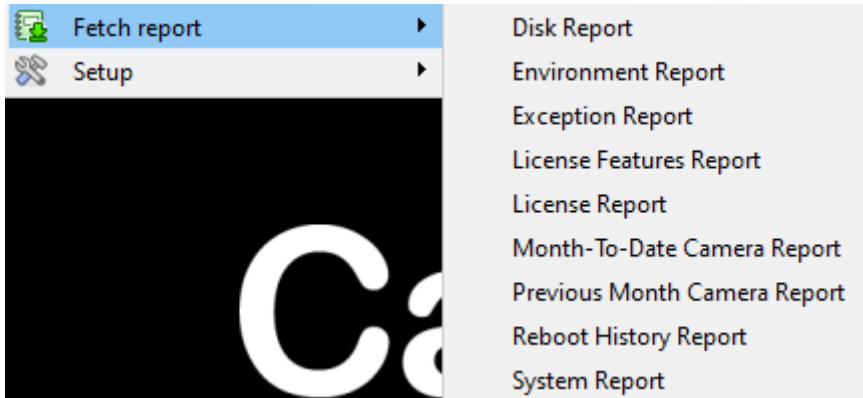 Fetch report
Setup
Disk Report
Environment Report
Exception Report
License Features Report
License Report
Month-To-Date Camera Report
Previous Month Camera Report
Reboot History Report
System Report
Ca